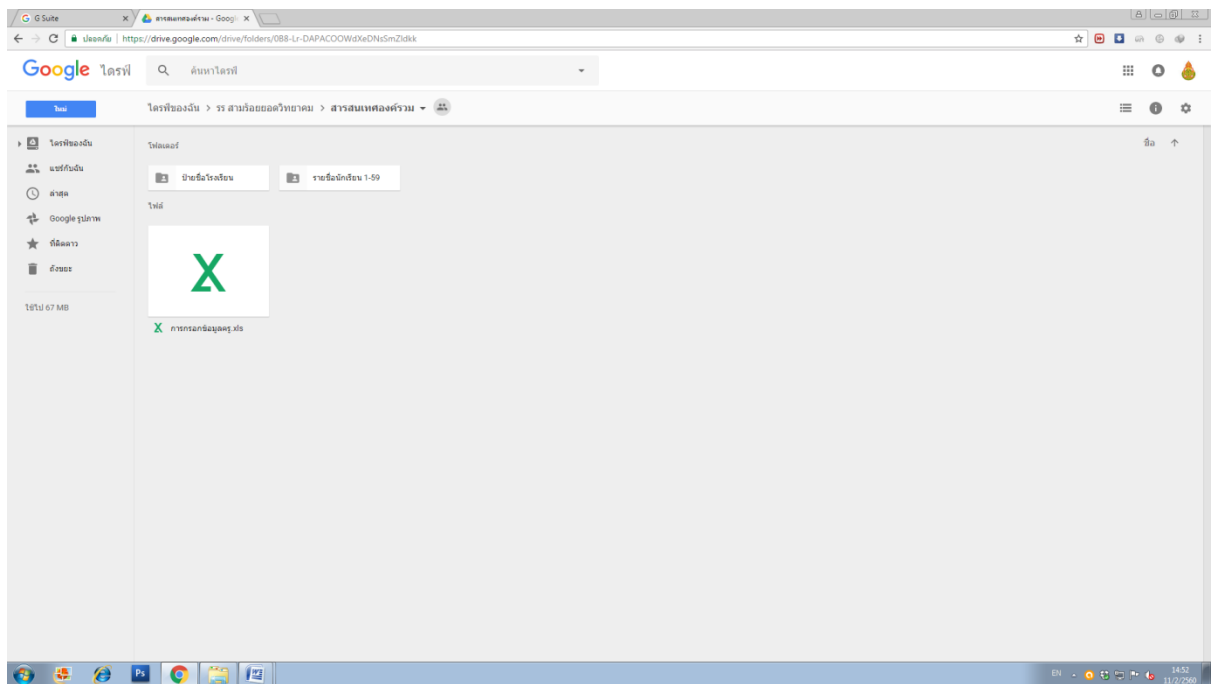 G Suite
สารสนเทศองค์รวม - Googl
ปลอดภัย | https://drive.google.com/drive/folders/0B8-Lr-DAPACOOWdXeDNsSmZldkk
Google ไดรฟ์
ค้นหาไดรฟ์
ใหม่
ไดรฟ์ของฉัน > รร สามร้อยยอดวิทยาคม > สารสนเทศองค์รวม
ไดรฟ์ของฉัน
แชร์กับฉัน
ล่าสุด
Google รูปภาพ
ที่ติดดาว
ถังขยะ
ใช้ไป 67 MB
โฟลเดอร์
ชื่อ
ป้ายชื่อโรงเรียน
รายชื่อนักเรียน 1-59
ไฟล์
X
การกรอกข้อมูลครู.xls
Ps
EN
14:52
11/2/2560